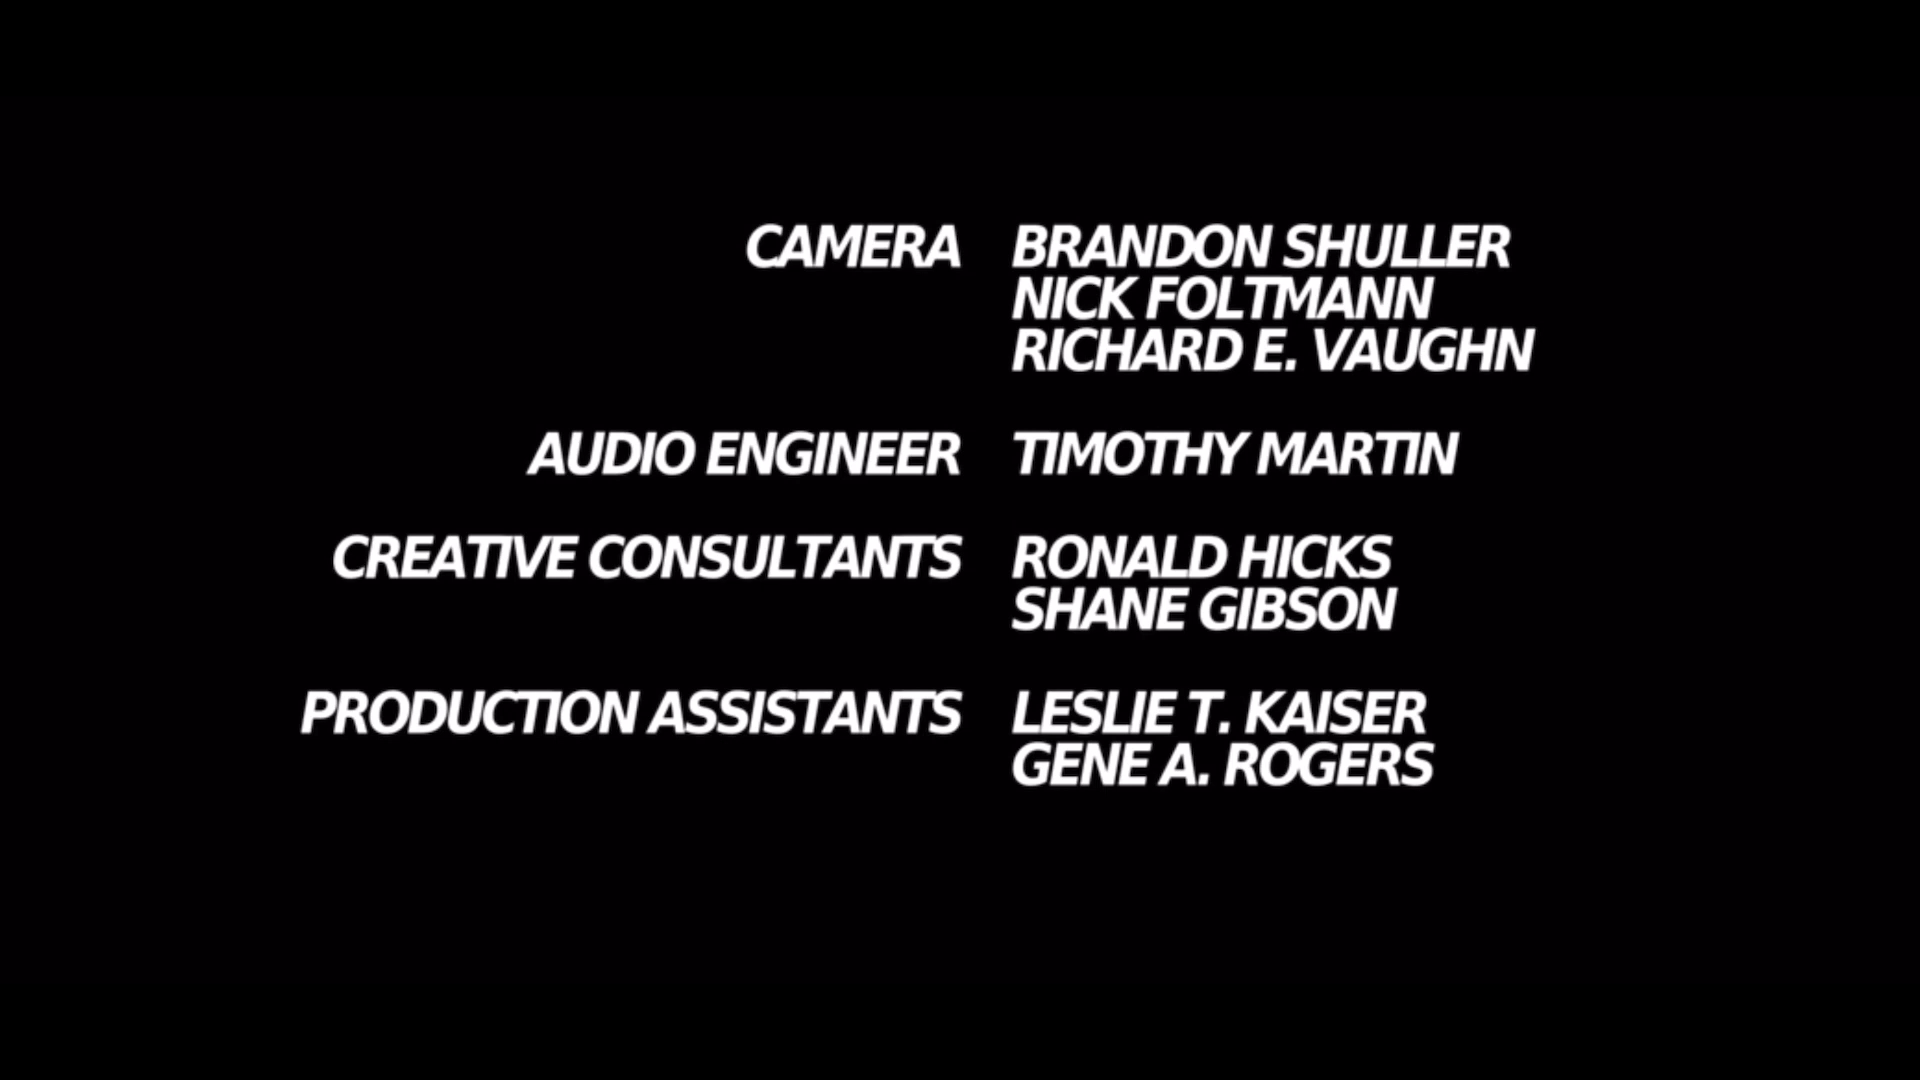 CAMERA BRANDON SHULLER
NICK FOLTMANN
RICHARD E. VAUGHN
AUDIO ENGINEER TIMOTHY MARTIN
CREATIVE CONSULTANTS RONALD HICKS
SHANE GIBSON
PRODUCTION ASSISTANTS LESLIE T. KAISER
GENE A. ROGERS